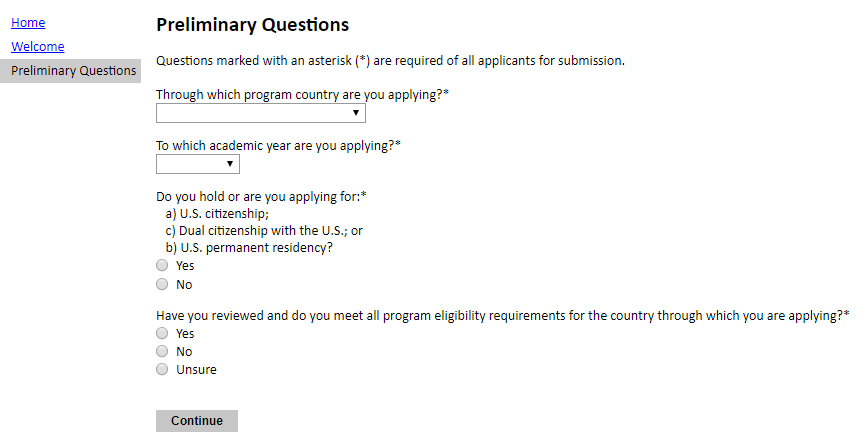 Home
Welcome
Preliminary Questions
Preliminary Questions
Questions marked with an asterisk (*) are required of all applicants for submission.
Through which program country are you applying?*
To which academic year are you applying?*
Do you hold or are you applying for:*
a) U.S. citizenship;
c) Dual citizenship with the U.S.; or
b) U.S. permanent residency?
Yes
No
Have you reviewed and do you meet all program eligibility requirements for the country through which you are applying?*
Yes
No
Unsure
Continue